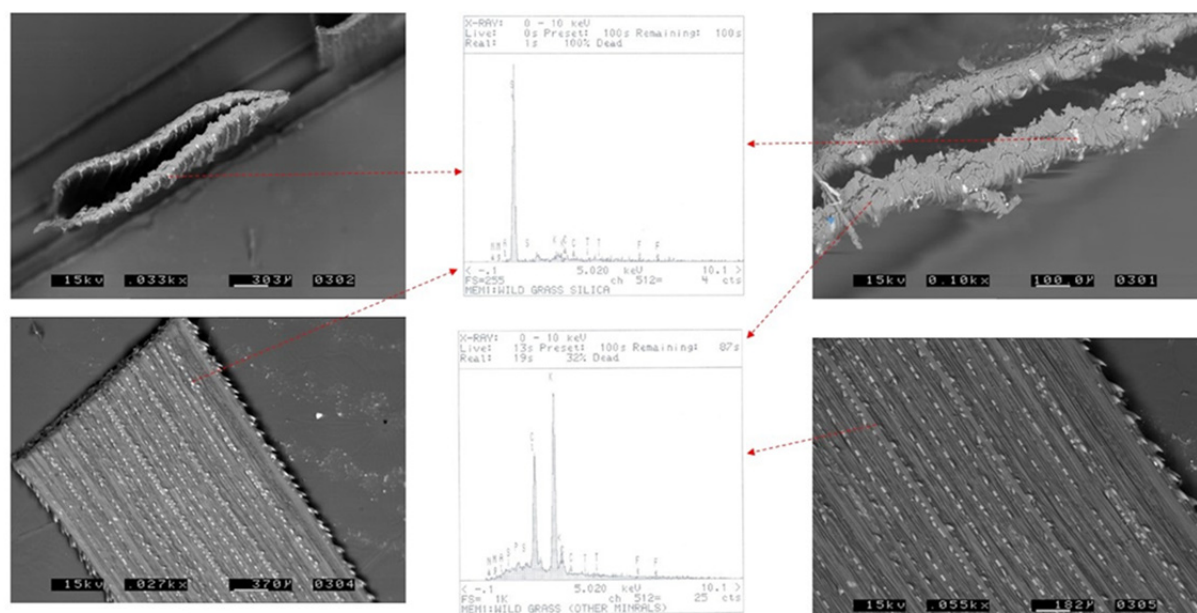 X-RAY: 0 - 10 keV
Live: 0s Preset: 100s Remaining: 100s
Real: 1s 100% Dead
< -.1 5.020 keV 10.1 >
FS=255 ch 512= 4 cts
MEM1:WILD GRASS SILICA
15kv .033kx 303µ 0302
15kv 0.10kx 100.0µ 0301
X-RAY: 0 - 10 keV
Live: 13s Preset: 100s Remaining: 87s
Real: 19s 32% Dead
< -.1 5.020 keV 10.1 >
FS= 1K ch 512= 25 cts
MEM1:WILD GRASS (OTHER MINRALS)
15kv .027kx 370µ 0304
15kv .055kx 182µ 0305